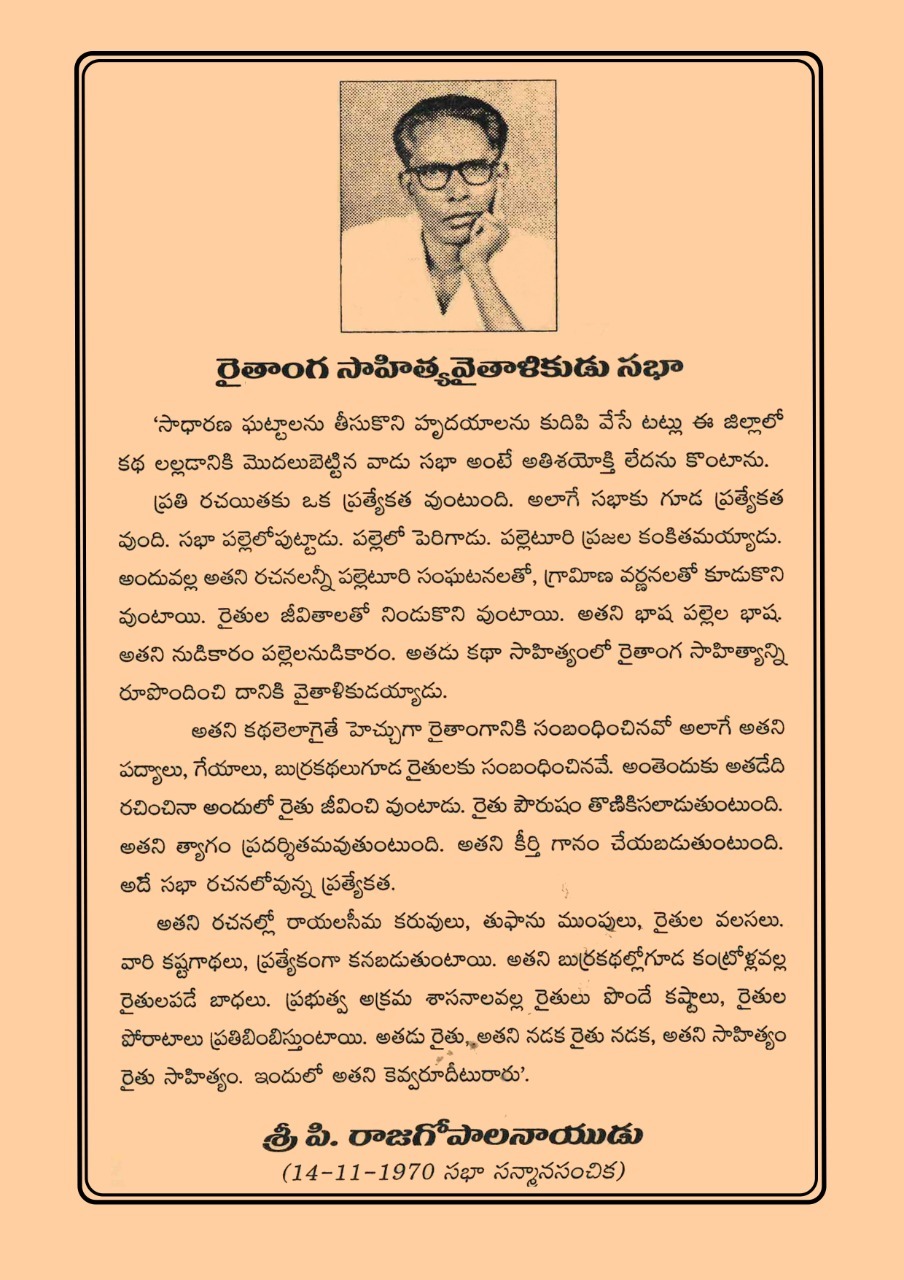 రైతాంగ సాహిత్యవైతాళికుడు సభా
‘సాధారణ ఘట్టాలను తీసుకొని హృదయాలను కుదిపి వేసే టట్లు ఈ జిల్లాలో
కథ లల్లడానికి మొదలుబెట్టిన వాడు సభా అంటే అతిశయోక్తి లేదను కొంటాను.
ప్రతి రచయితకు ఒక ప్రత్యేకత వుంటుంది. అలాగే సభాకు గూడ ప్రత్యేకత
వుంది. సభా పల్లెలోపుట్టాడు. పల్లెలో పెరిగాడు. పల్లెటూరి ప్రజల కంకితమయ్యాడు.
అందువల్ల అతని రచనలన్నీ పల్లెటూరి సంఘటనలతో, గ్రామీణ వర్ణనలతో కూడుకొని
వుంటాయి. రైతుల జీవితాలతో నిండుకొని వుంటాయి. అతని భాష పల్లెల భాష.
అతని నుడికారం పల్లెలనుడికారం. అతడు కథా సాహిత్యంలో రైతాంగ సాహిత్యాన్ని
రూపొందించి దానికి వైతాళికుడయ్యాడు.
అతని కథలెలాగైతే హెచ్చుగా రైతాంగానికి సంబంధించినవో అలాగే అతని
పద్యాలు, గేయాలు, బుర్రకథలుగూడ రైతులకు సంబంధించినవే. అంతెందుకు అతడేది
రచించినా అందులో రైతు జీవించి వుంటాడు. రైతు పౌరుషం తొణికిసలాడుతుంటుంది.
అతని త్యాగం ప్రదర్శితమవుతుంటుంది. అతని కీర్తి గానం చేయబడుతుంటుంది.
అదే సభా రచనలోవున్న ప్రత్యేకత.
అతని రచనల్లో రాయలసీమ కరువులు, తుఫాను ముంపులు, రైతుల వలసలు.
వారి కష్టగాథలు, ప్రత్యేకంగా కనబడుతుంటాయి. అతని బుర్రకథల్లోగూడ కంట్రోళ్లవల్ల
రైతులపడే బాధలు. ప్రభుత్వ అక్రమ శాసనాలవల్ల రైతులు పొందే కష్టాలు, రైతుల
పోరాటాలు ప్రతిబింబిస్తుంటాయి. అతడు రైతు, అతని నడక రైతు నడక, అతని సాహిత్యం
రైతు సాహిత్యం. ఇందులో అతని కెవ్వరూదీటురారు’.
శ్రీ పి. రాజగోపాలనాయుడు
(14-11-1970 సభా సన్మానసంచిక)